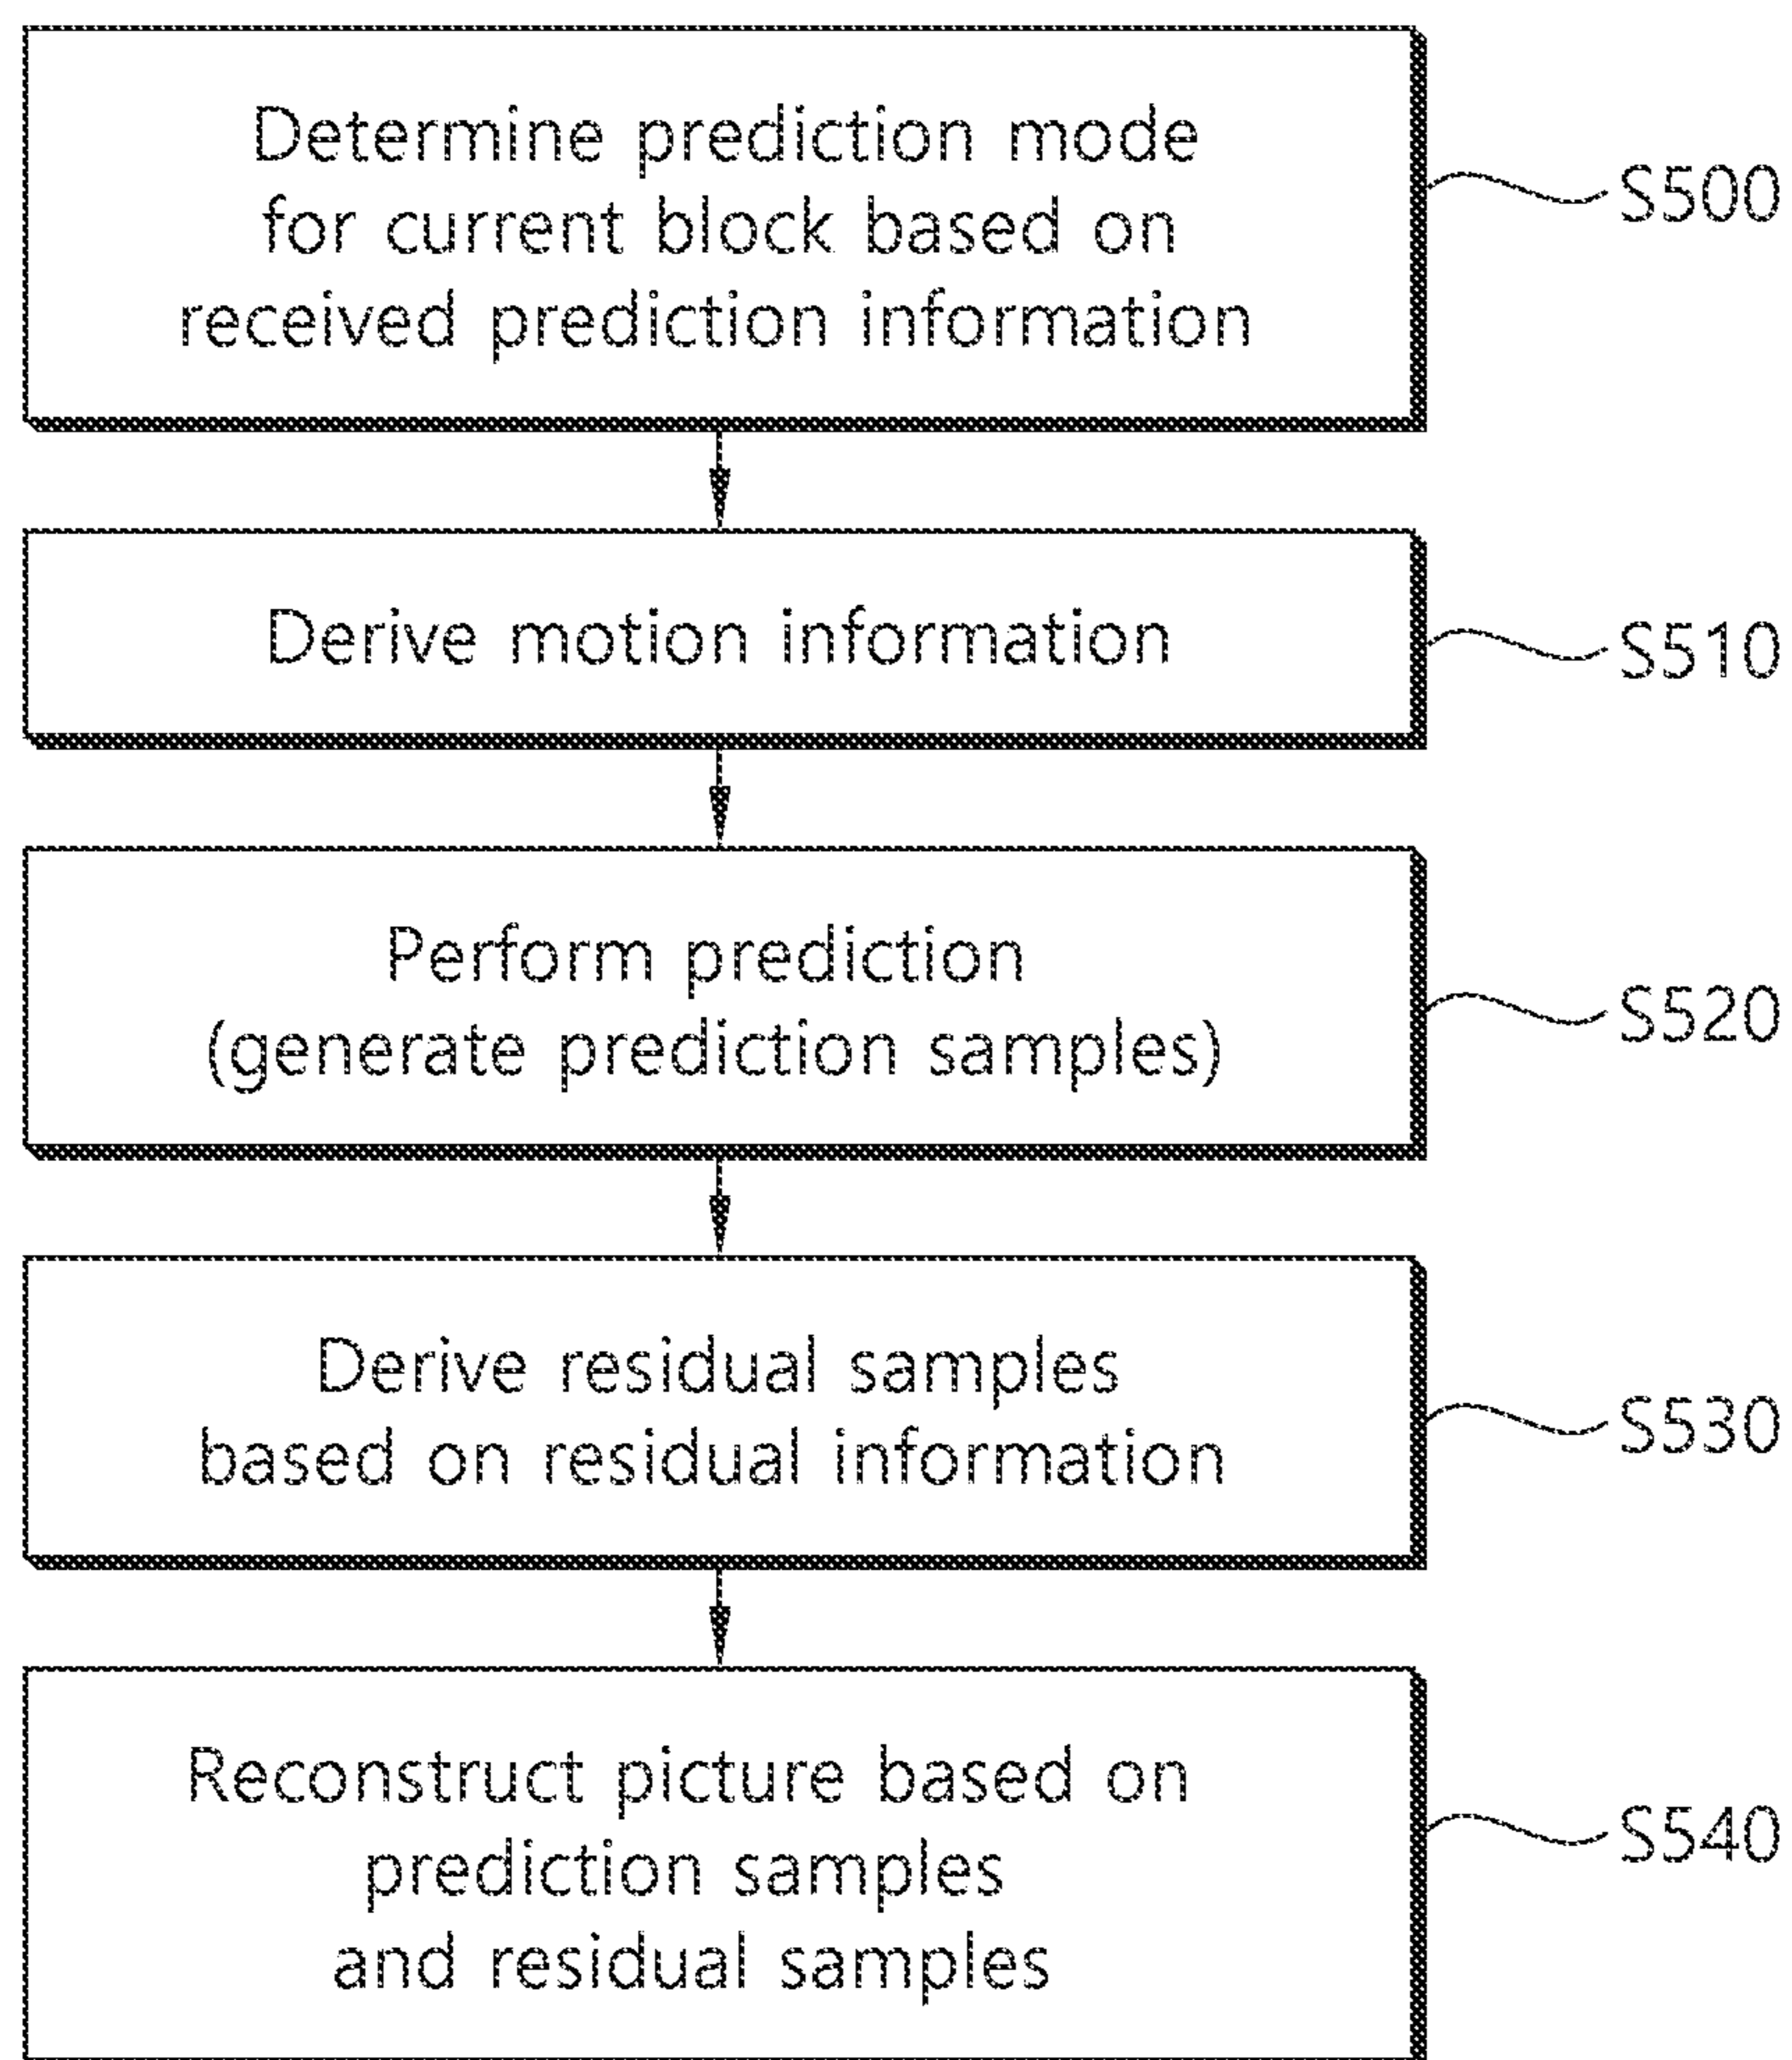 Determine prediction mode
for current block based on
received prediction information
S500
Derive motion information
S510
Perform prediction
(generate prediction samples)
S520
Derive residual samples
based on residual information
S530
Reconstruct picture based on
prediction samples
and residual samples
S540